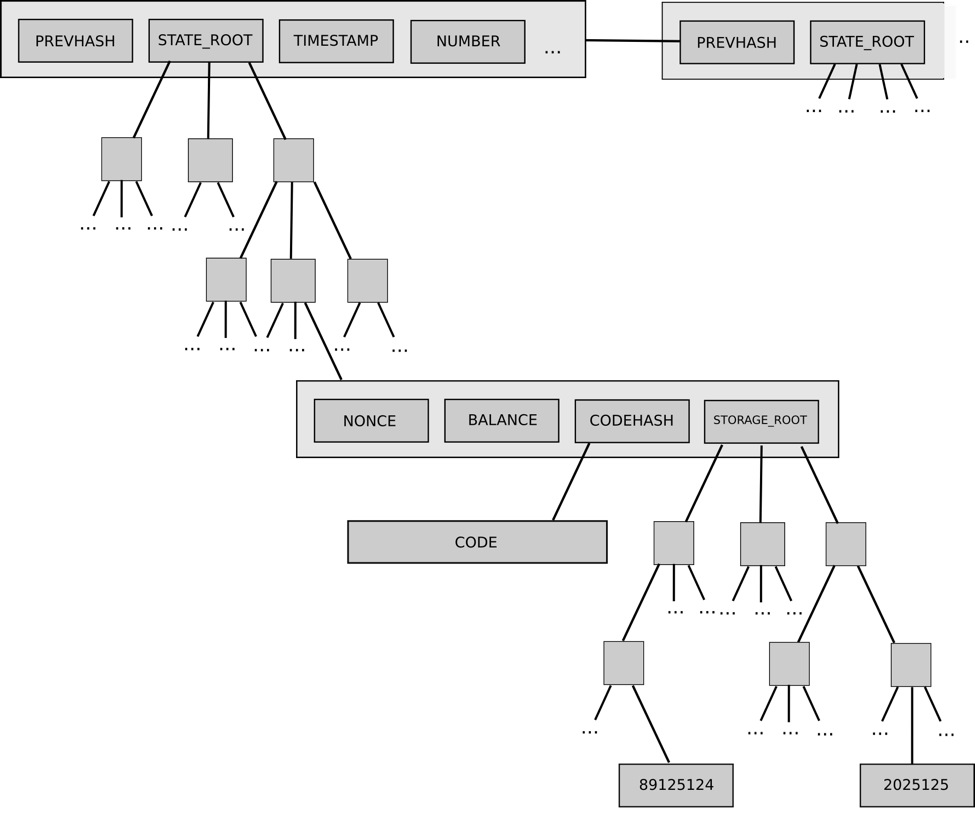 PREVHASH STATE_ROOT TIMESTAMP NUMBER ... PREVHASH STATE_ROOT ..
... ... ... ...
... ... ... ... ...
... ... ... ... ... ...
NONCE BALANCE CODEHASH STORAGE_ROOT
CODE
... ... ... ... ...
... ... ... ... ... ...
89125124 2025125